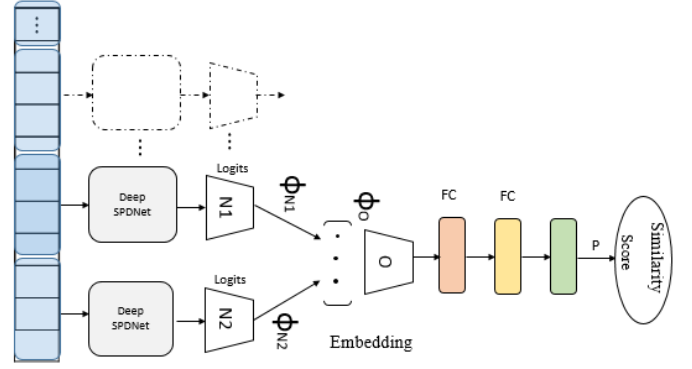 Logits
Deep
SPDNet
N1
ΦN1
ΦO
FC
FC
O
P
Similarity
Score
Logits
Deep
SPDNet
N2
ΦN2
Embedding